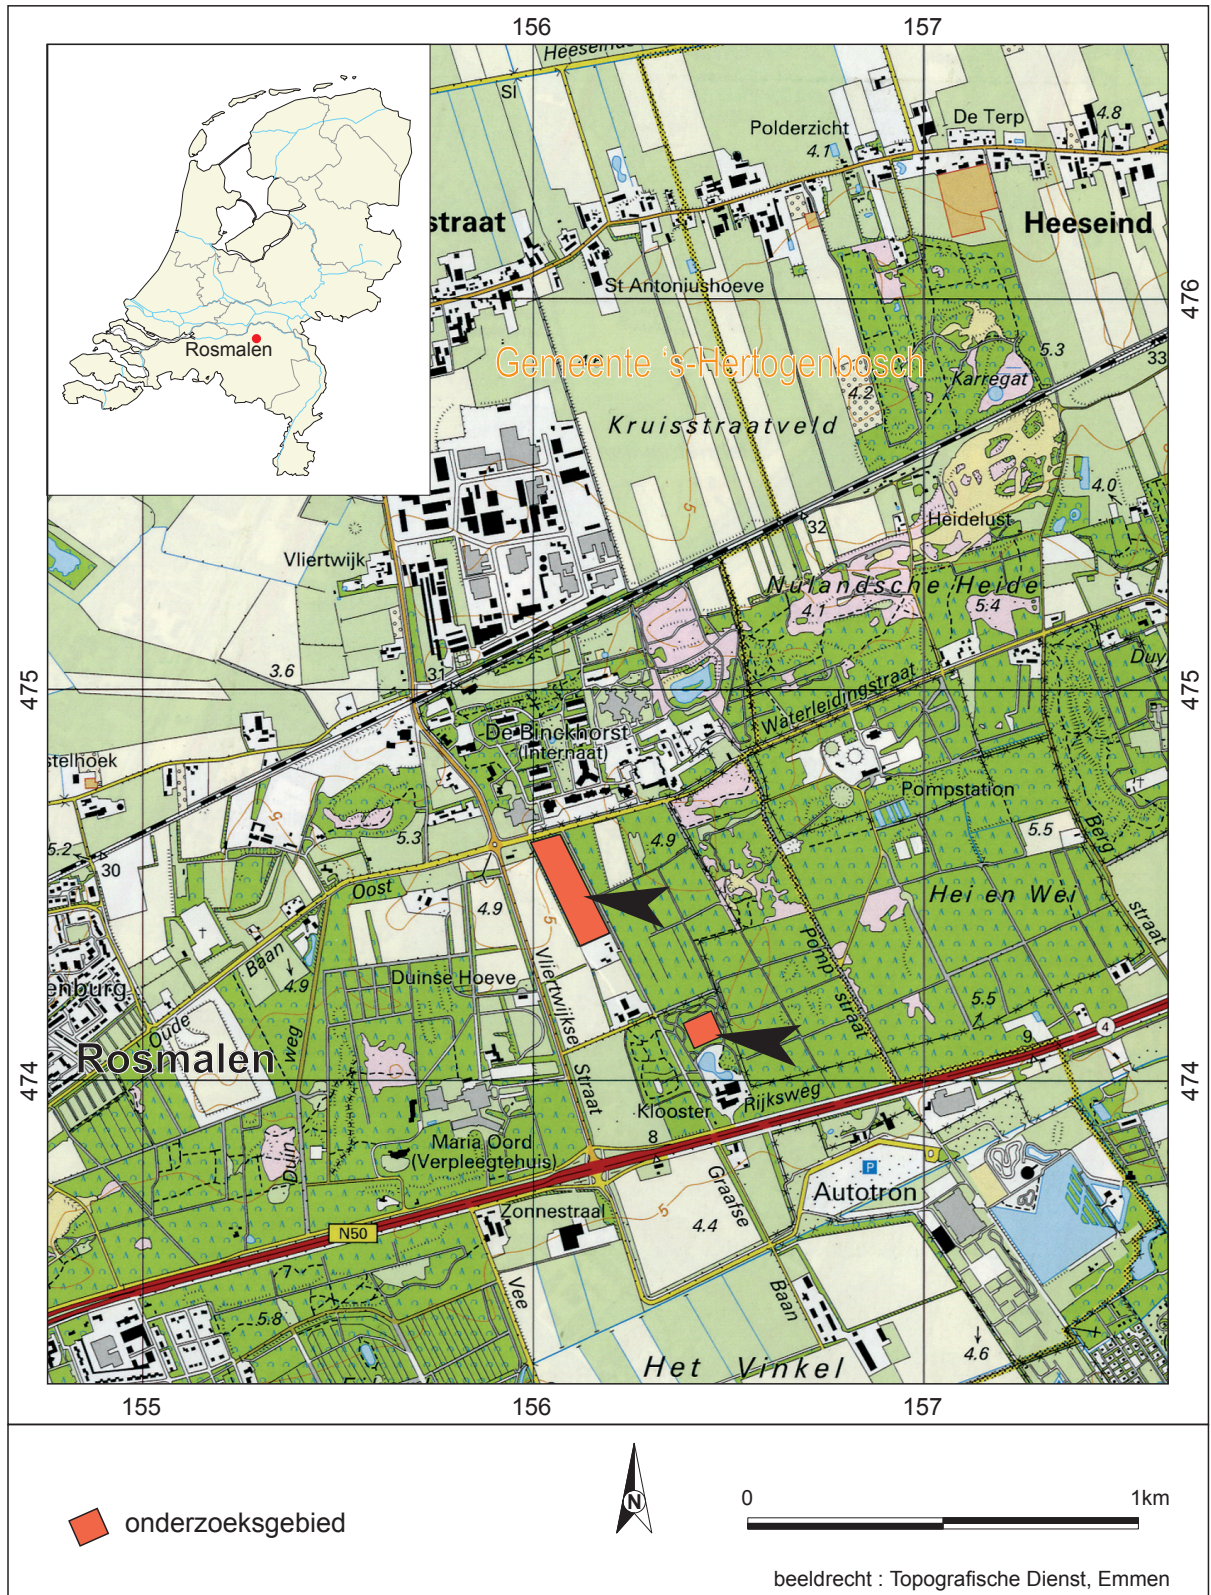 156
157
Heeseind
SI
Polderzicht
4.1
De Terp
4.8
straat
Heeseind
St Antoniushoeve
Rosmalen
476
476
Gemeente 's-Hertogenbosch
5.3
33
Karregat
4.2
Kruisstraatveld
5
4.0
Heidelust
32
Vliertwijk
Nulandsche Heide
4.1
5.4
3.6
31
Duy
475
475
Waterleidingstraat
De Binckhorst
(Internaat)
stelhoek
Pompstation
5
5.3
4.9
5.5
Berg
5.2
30
Oost
Hei en Wei
4.9
5
straat
Baan
Vliertwijkse
Pomp
4.9
Duinse Hoeve
enburg
5.5
straat
Oude
weg
9
4
Rosmalen
474
474
Straat
Klooster
Rijksweg
8
Maria Oord
(Verpleegtehuis)
Duin
P
Graafse
Autotron
Zonnestraal
5
4.4
N50
7
Vee
Baan
5.8
4.6
Het Vinkel
155
156
157
N
0
1km
onderzoeksgebied
beeldrecht : Topografische Dienst, Emmen